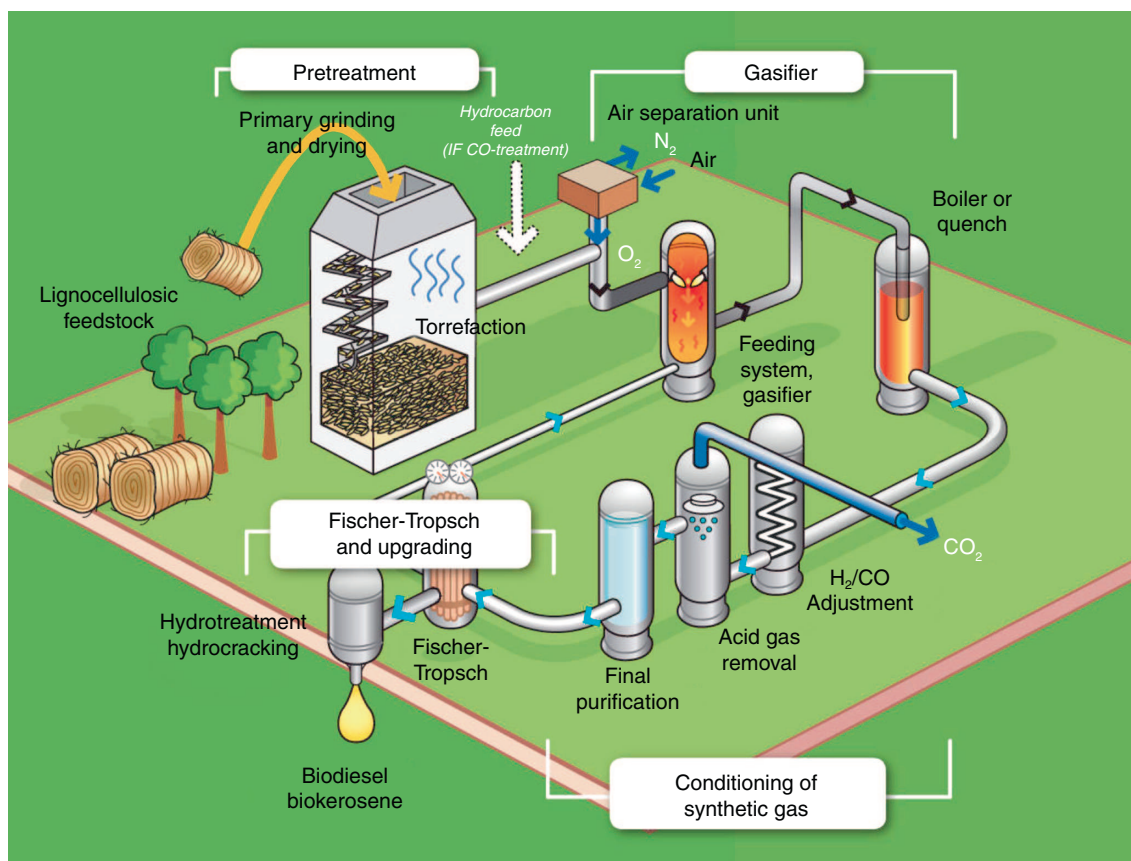 Pretreatment
Gasifier
Primary grinding
and drying
Hydrocarbon
feed
(IF CO-treatment)
Air separation unit
N₂
Air
Boiler or
quench
O₂
Lignocellulosic
feedstock
Torrefaction
Feeding
system,
gasifier
Fischer-Tropsch
and upgrading
CO₂
H₂/CO
Adjustment
Hydrotreatment
hydrocracking
Fischer-
Tropsch
Acid gas
removal
Final
purification
Biodiesel
biokerosene
Conditioning of
synthetic gas